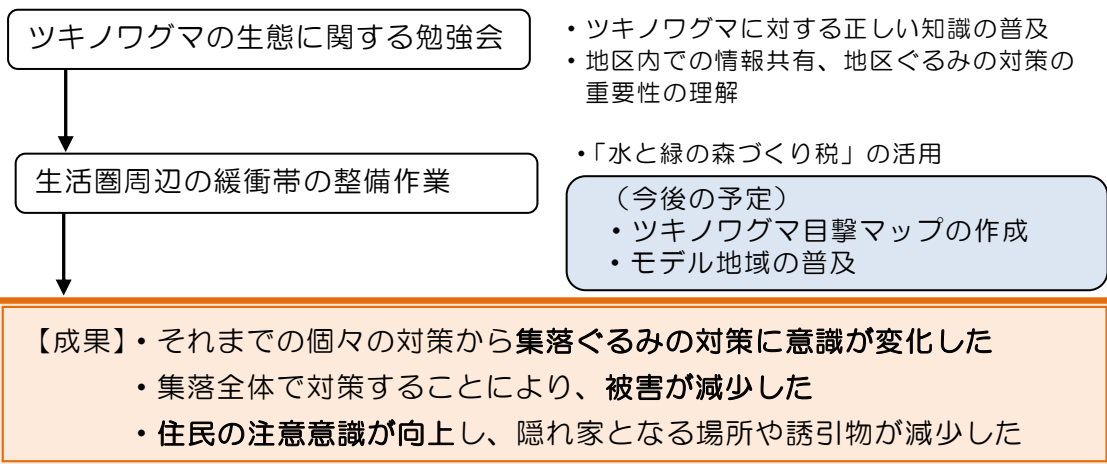 ツキノワグマの生態に関する勉強会
・ツキノワグマに対する正しい知識の普及
・地区内での情報共有、地区ぐるみの対策の
重要性の理解
生活圏周辺の緩衝帯の整備作業
・「水と緑の森づくり税」の活用
（今後の予定）
・ツキノワグマ目撃マップの作成
・モデル地域の普及
【成果】・それまでの個々の対策から集落ぐるみの対策に意識が変化した
・集落全体で対策することにより、被害が減少した
・住民の注意意識が向上し、隠れ家となる場所や誘引物が減少した